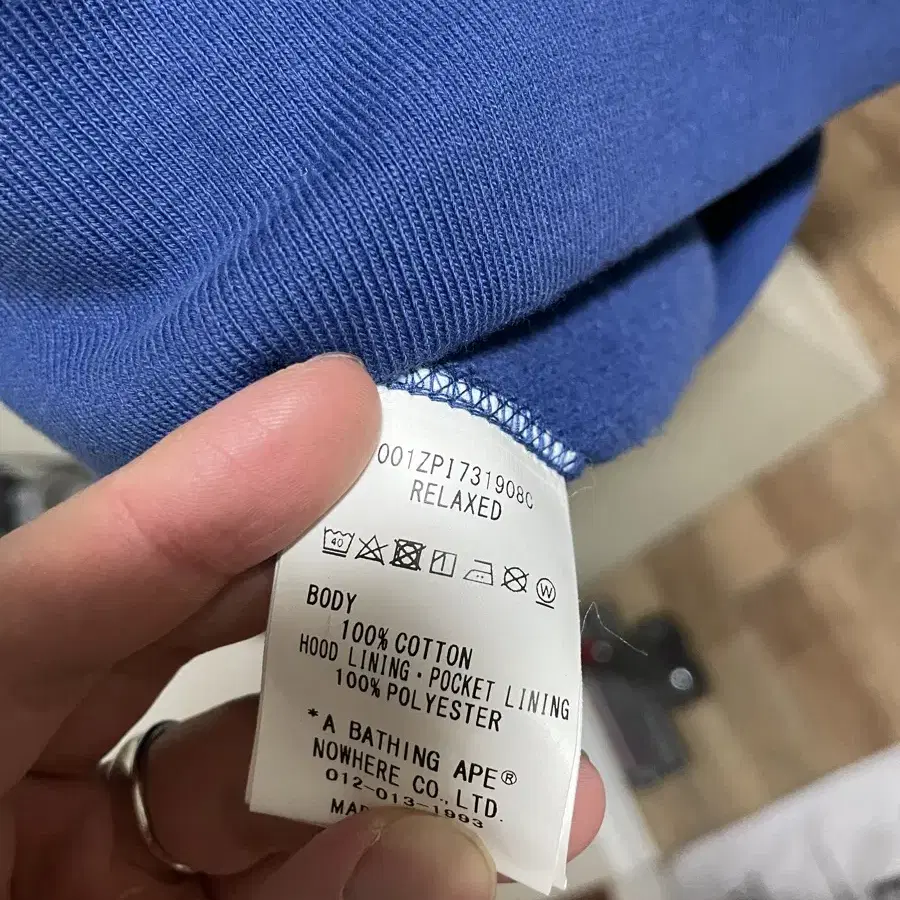 001ZPI731908C
RELAXED
40
W
BODY
100% COTTON
HOOD LINING・POCKET LINING
100% POLYESTER
*A BATHING APE®
NOWHERE CO.,LTD.
012-013-1993